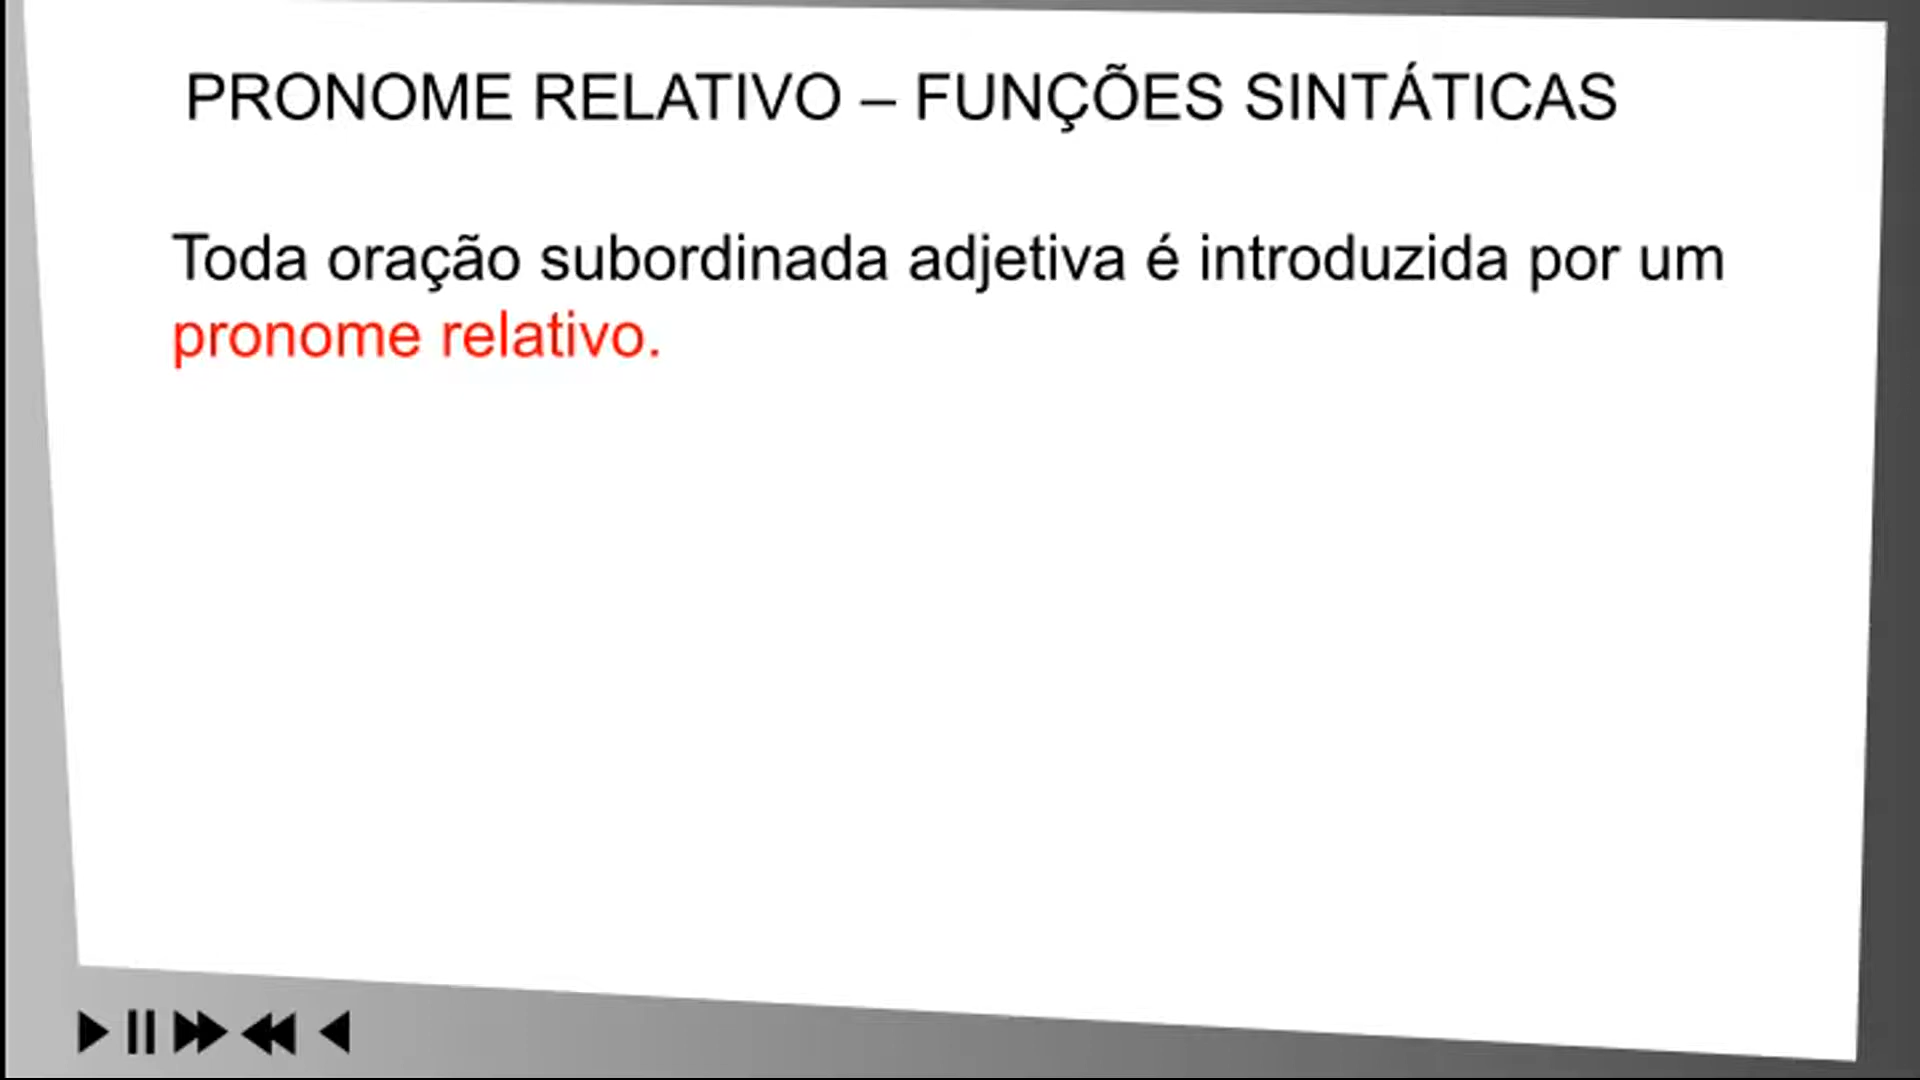 PRONOME RELATIVO – FUNÇÕES SINTÁTICAS
Toda oração subordinada adjetiva é introduzida por um
pronome relativo.